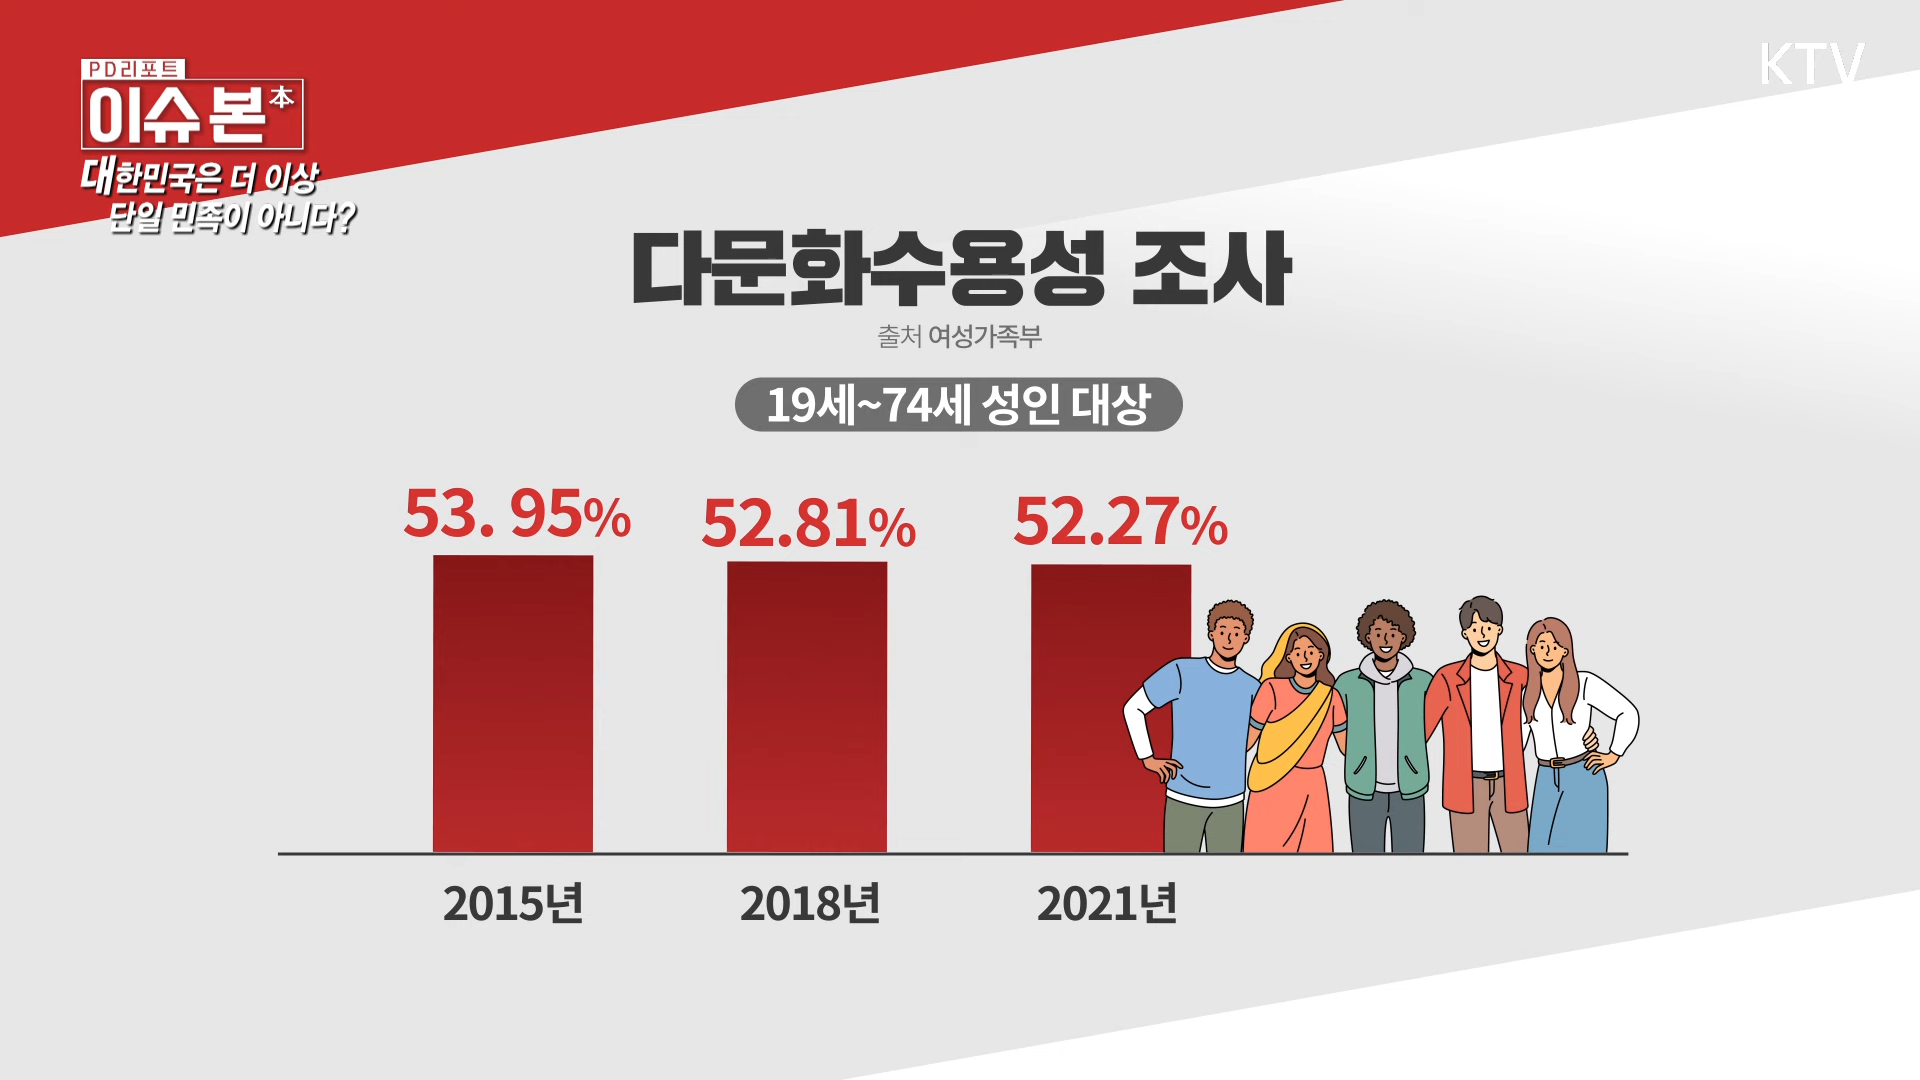 PD리포트
이슈 본 本
대한민국은 더 이상
단일 민족이 아니다?
KTV
다문화수용성 조사
출처 여성가족부
19세~74세 성인 대상
53. 95%
52.81%
52.27%
2015년
2018년
2021년